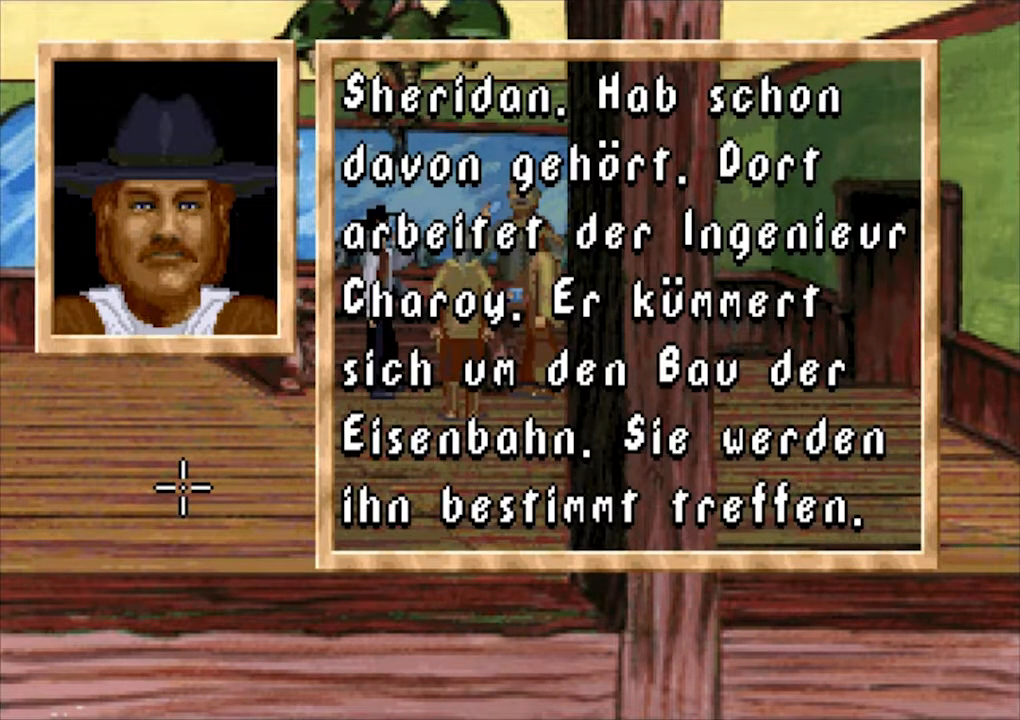 Sheridan. Hab schon
davon gehört. Dort
arbeitet der Ingenieur
Charoy. Er kümmert
sich um den Bau der
Eisenbahn. Sie werden
ihn bestimmt treffen.